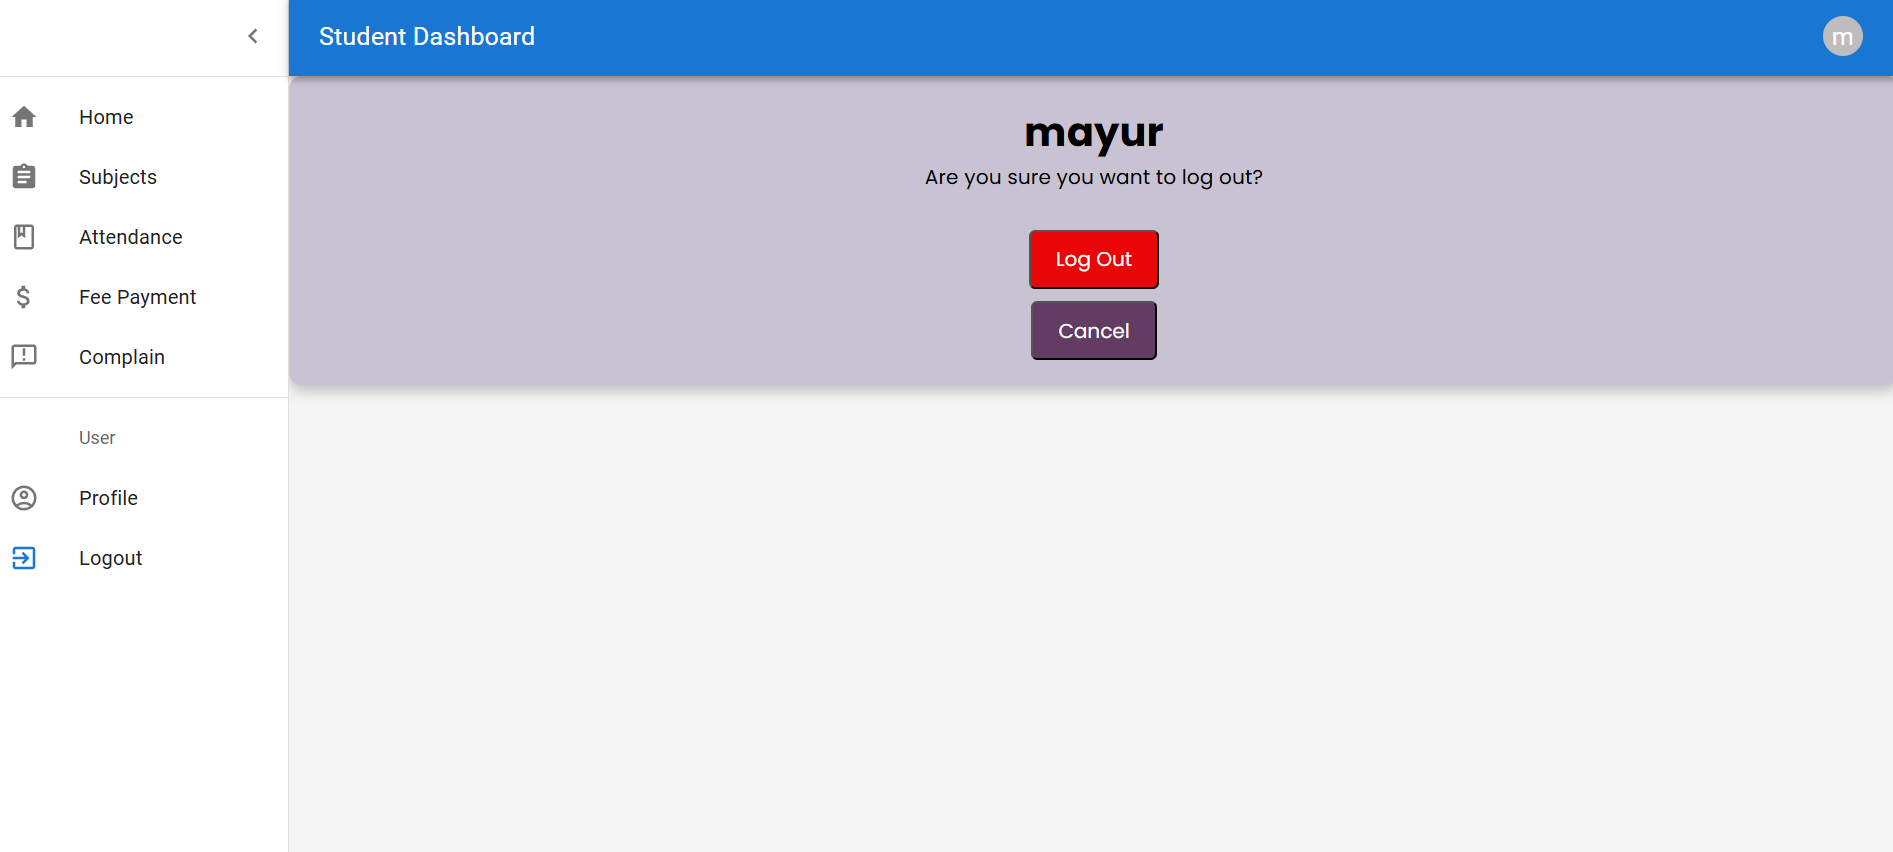 Student Dashboard
m
Home
Subjects
Attendance
Fee Payment
Complain
User
Profile
Logout
mayur
Are you sure you want to log out?
Log Out
Cancel